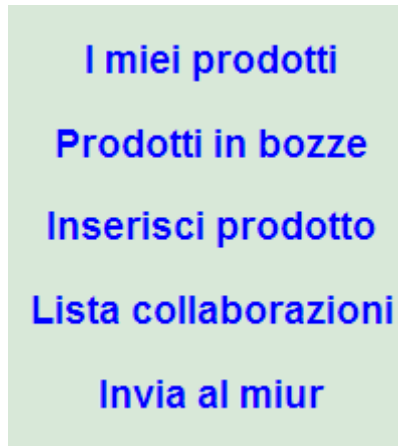 I miei prodotti
Prodotti in bozze
Inserisci prodotto
Lista collaborazioni
Invia al miur